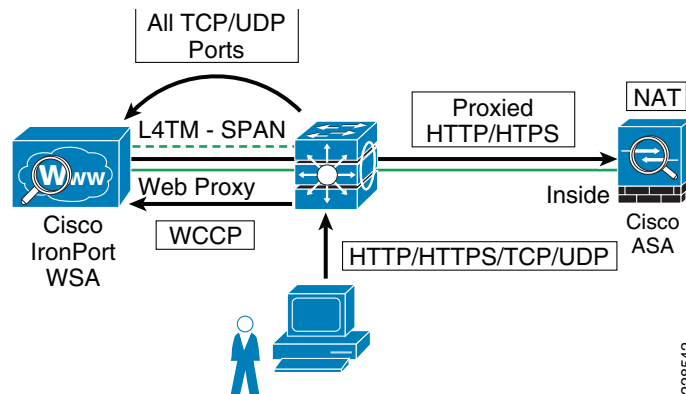 All TCP/UDP
Ports
L4TM - SPAN
Proxied
HTTP/HTPS
NAT
Www
Web Proxy
Inside
WCCP
Cisco
IronPort
WSA
Cisco
ASA
HTTP/HTTPS/TCP/UDP